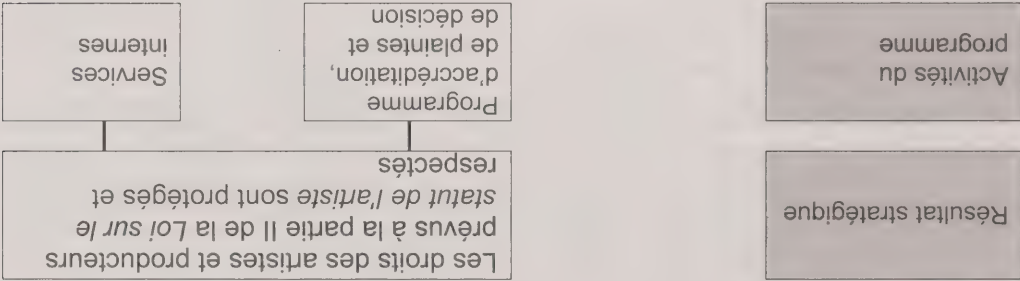 Résultat stratégique
Les droits des artistes et producteurs
prévus à la partie II de la Loi sur le
statut de l'artiste sont protégés et
respectés
Activités du
programme
Programme
d'accréditation,
de plaintes et
de décision
Services
internes